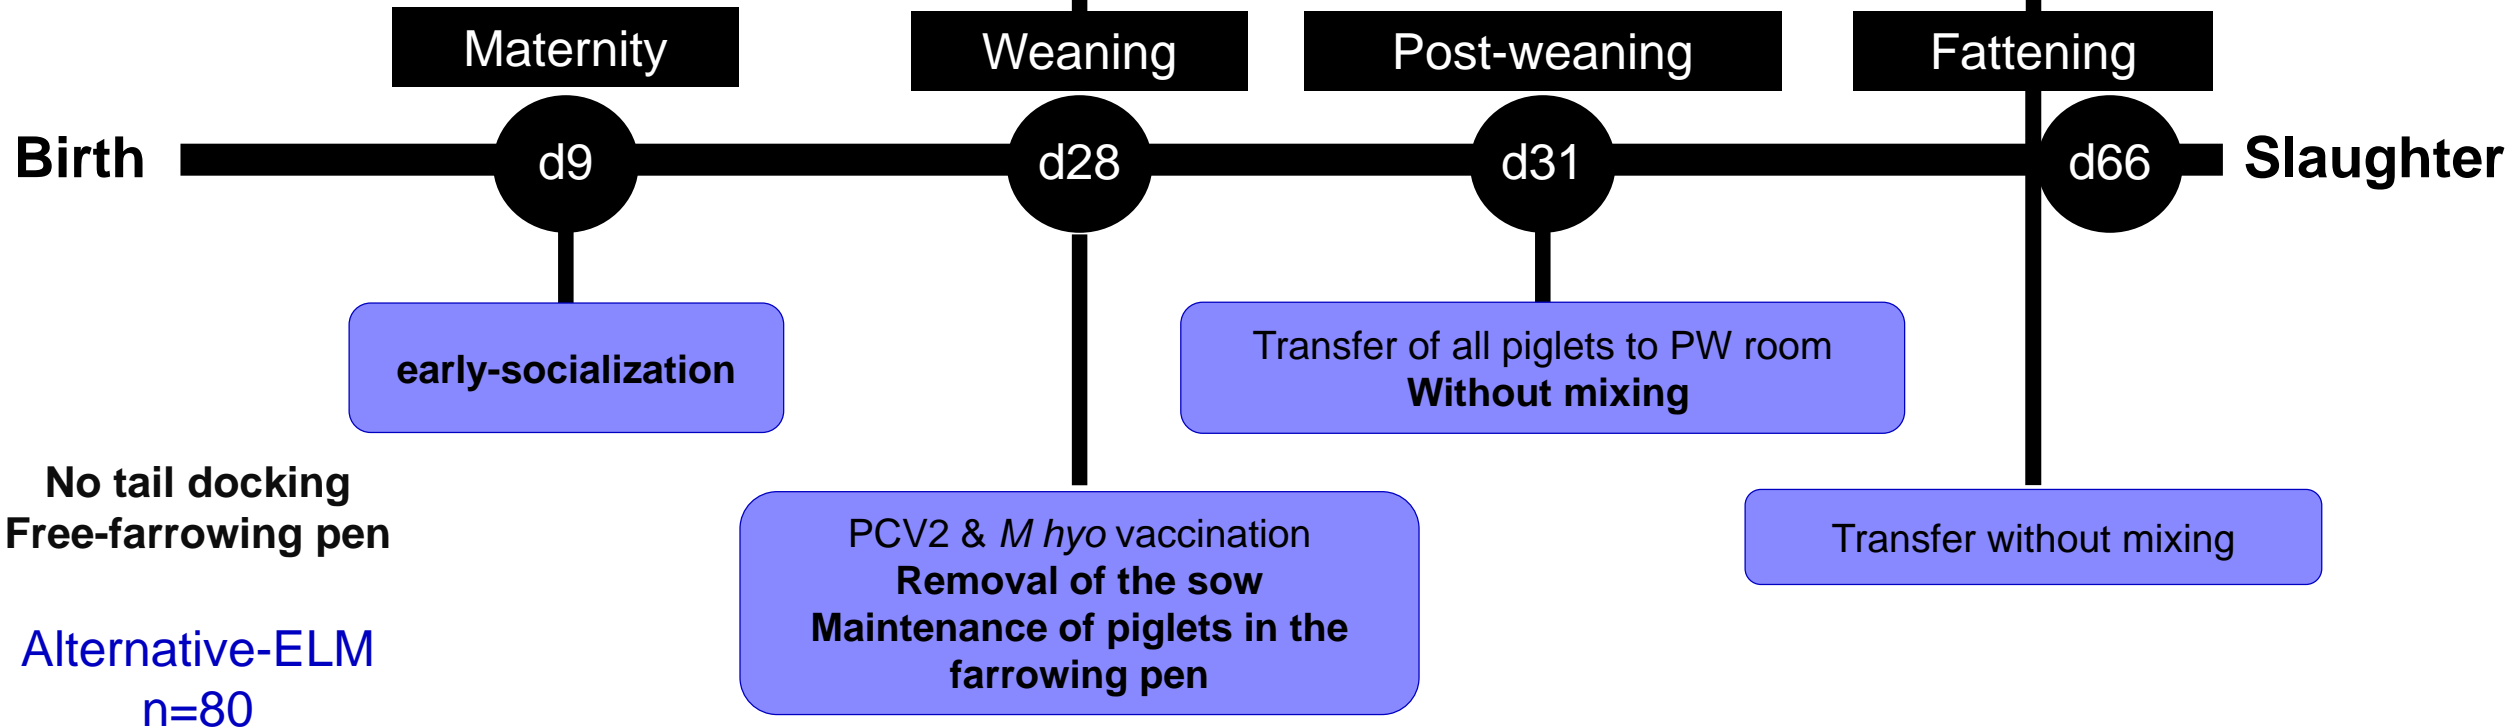 Maternity
Weaning
Post-weaning
Fattening
Birth
d9
d28
d31
d66
Slaughter
early-socialization
Transfer of all piglets to PW room
Without mixing
No tail docking
Free-farrowing pen
PCV2 & M hyo vaccination
Removal of the sow
Maintenance of piglets in the
farrowing pen
Transfer without mixing
Alternative-ELM
n=80